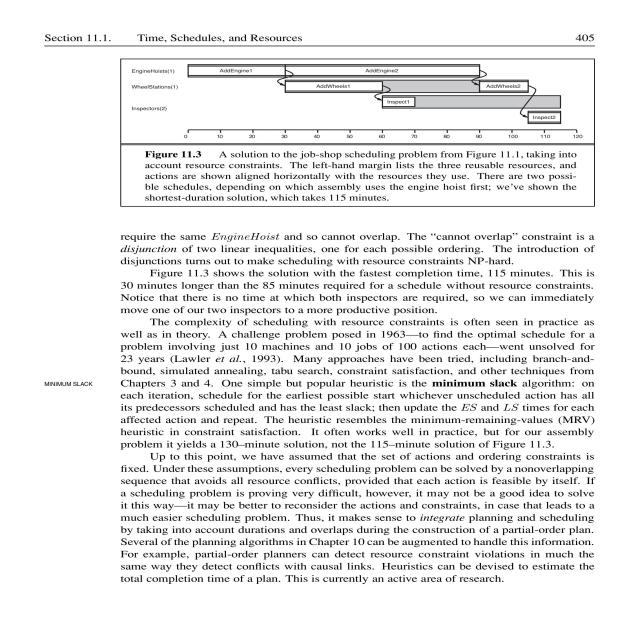 Section 11.1. Time, Schedules, and Resources 405
EngineHoists(1) AddEngine1 AddEngine2
WheelStations(1) AddWheels1 AddWheels2
Inspect1
Inspectors(2)
Inspect2
0 10 20 30 40 50 60 70 80 90 100 110 120
Figure 11.3 A solution to the job-shop scheduling problem from Figure 11.1, taking into
account resource constraints. The left-hand margin lists the three reusable resources, and
actions are shown aligned horizontally with the resources they use. There are two possi-
ble schedules, depending on which assembly uses the engine hoist first; we've shown the
shortest-duration solution, which takes 115 minutes.
require the same EngineHoist and so cannot overlap. The "cannot overlap" constraint is a
disjunction of two linear inequalities, one for each possible ordering. The introduction of
disjunctions turns out to make scheduling with resource constraints NP-hard.
Figure 11.3 shows the solution with the fastest completion time, 115 minutes. This is
30 minutes longer than the 85 minutes required for a schedule without resource constraints.
Notice that there is no time at which both inspectors are required, so we can immediately
move one of our two inspectors to a more productive position.
The complexity of scheduling with resource constraints is often seen in practice as
well as in theory. A challenge problem posed in 1963—to find the optimal schedule for a
problem involving just 10 machines and 10 jobs of 100 actions each—went unsolved for
23 years (Lawler et al., 1993). Many approaches have been tried, including branch-and-
bound, simulated annealing, tabu search, constraint satisfaction, and other techniques from
MINIMUM SLACK Chapters 3 and 4. One simple but popular heuristic is the minimum slack algorithm: on
each iteration, schedule for the earliest possible start whichever unscheduled action has all
its predecessors scheduled and has the least slack; then update the ES and LS times for each
affected action and repeat. The heuristic resembles the minimum-remaining-values (MRV)
heuristic in constraint satisfaction. It often works well in practice, but for our assembly
problem it yields a 130–minute solution, not the 115–minute solution of Figure 11.3.
Up to this point, we have assumed that the set of actions and ordering constraints is
fixed. Under these assumptions, every scheduling problem can be solved by a nonoverlapping
sequence that avoids all resource conflicts, provided that each action is feasible by itself. If
a scheduling problem is proving very difficult, however, it may not be a good idea to solve
it this way—it may be better to reconsider the actions and constraints, in case that leads to a
much easier scheduling problem. Thus, it makes sense to integrate planning and scheduling
by taking into account durations and overlaps during the construction of a partial-order plan.
Several of the planning algorithms in Chapter 10 can be augmented to handle this information.
For example, partial-order planners can detect resource constraint violations in much the
same way they detect conflicts with causal links. Heuristics can be devised to estimate the
total completion time of a plan. This is currently an active area of research.